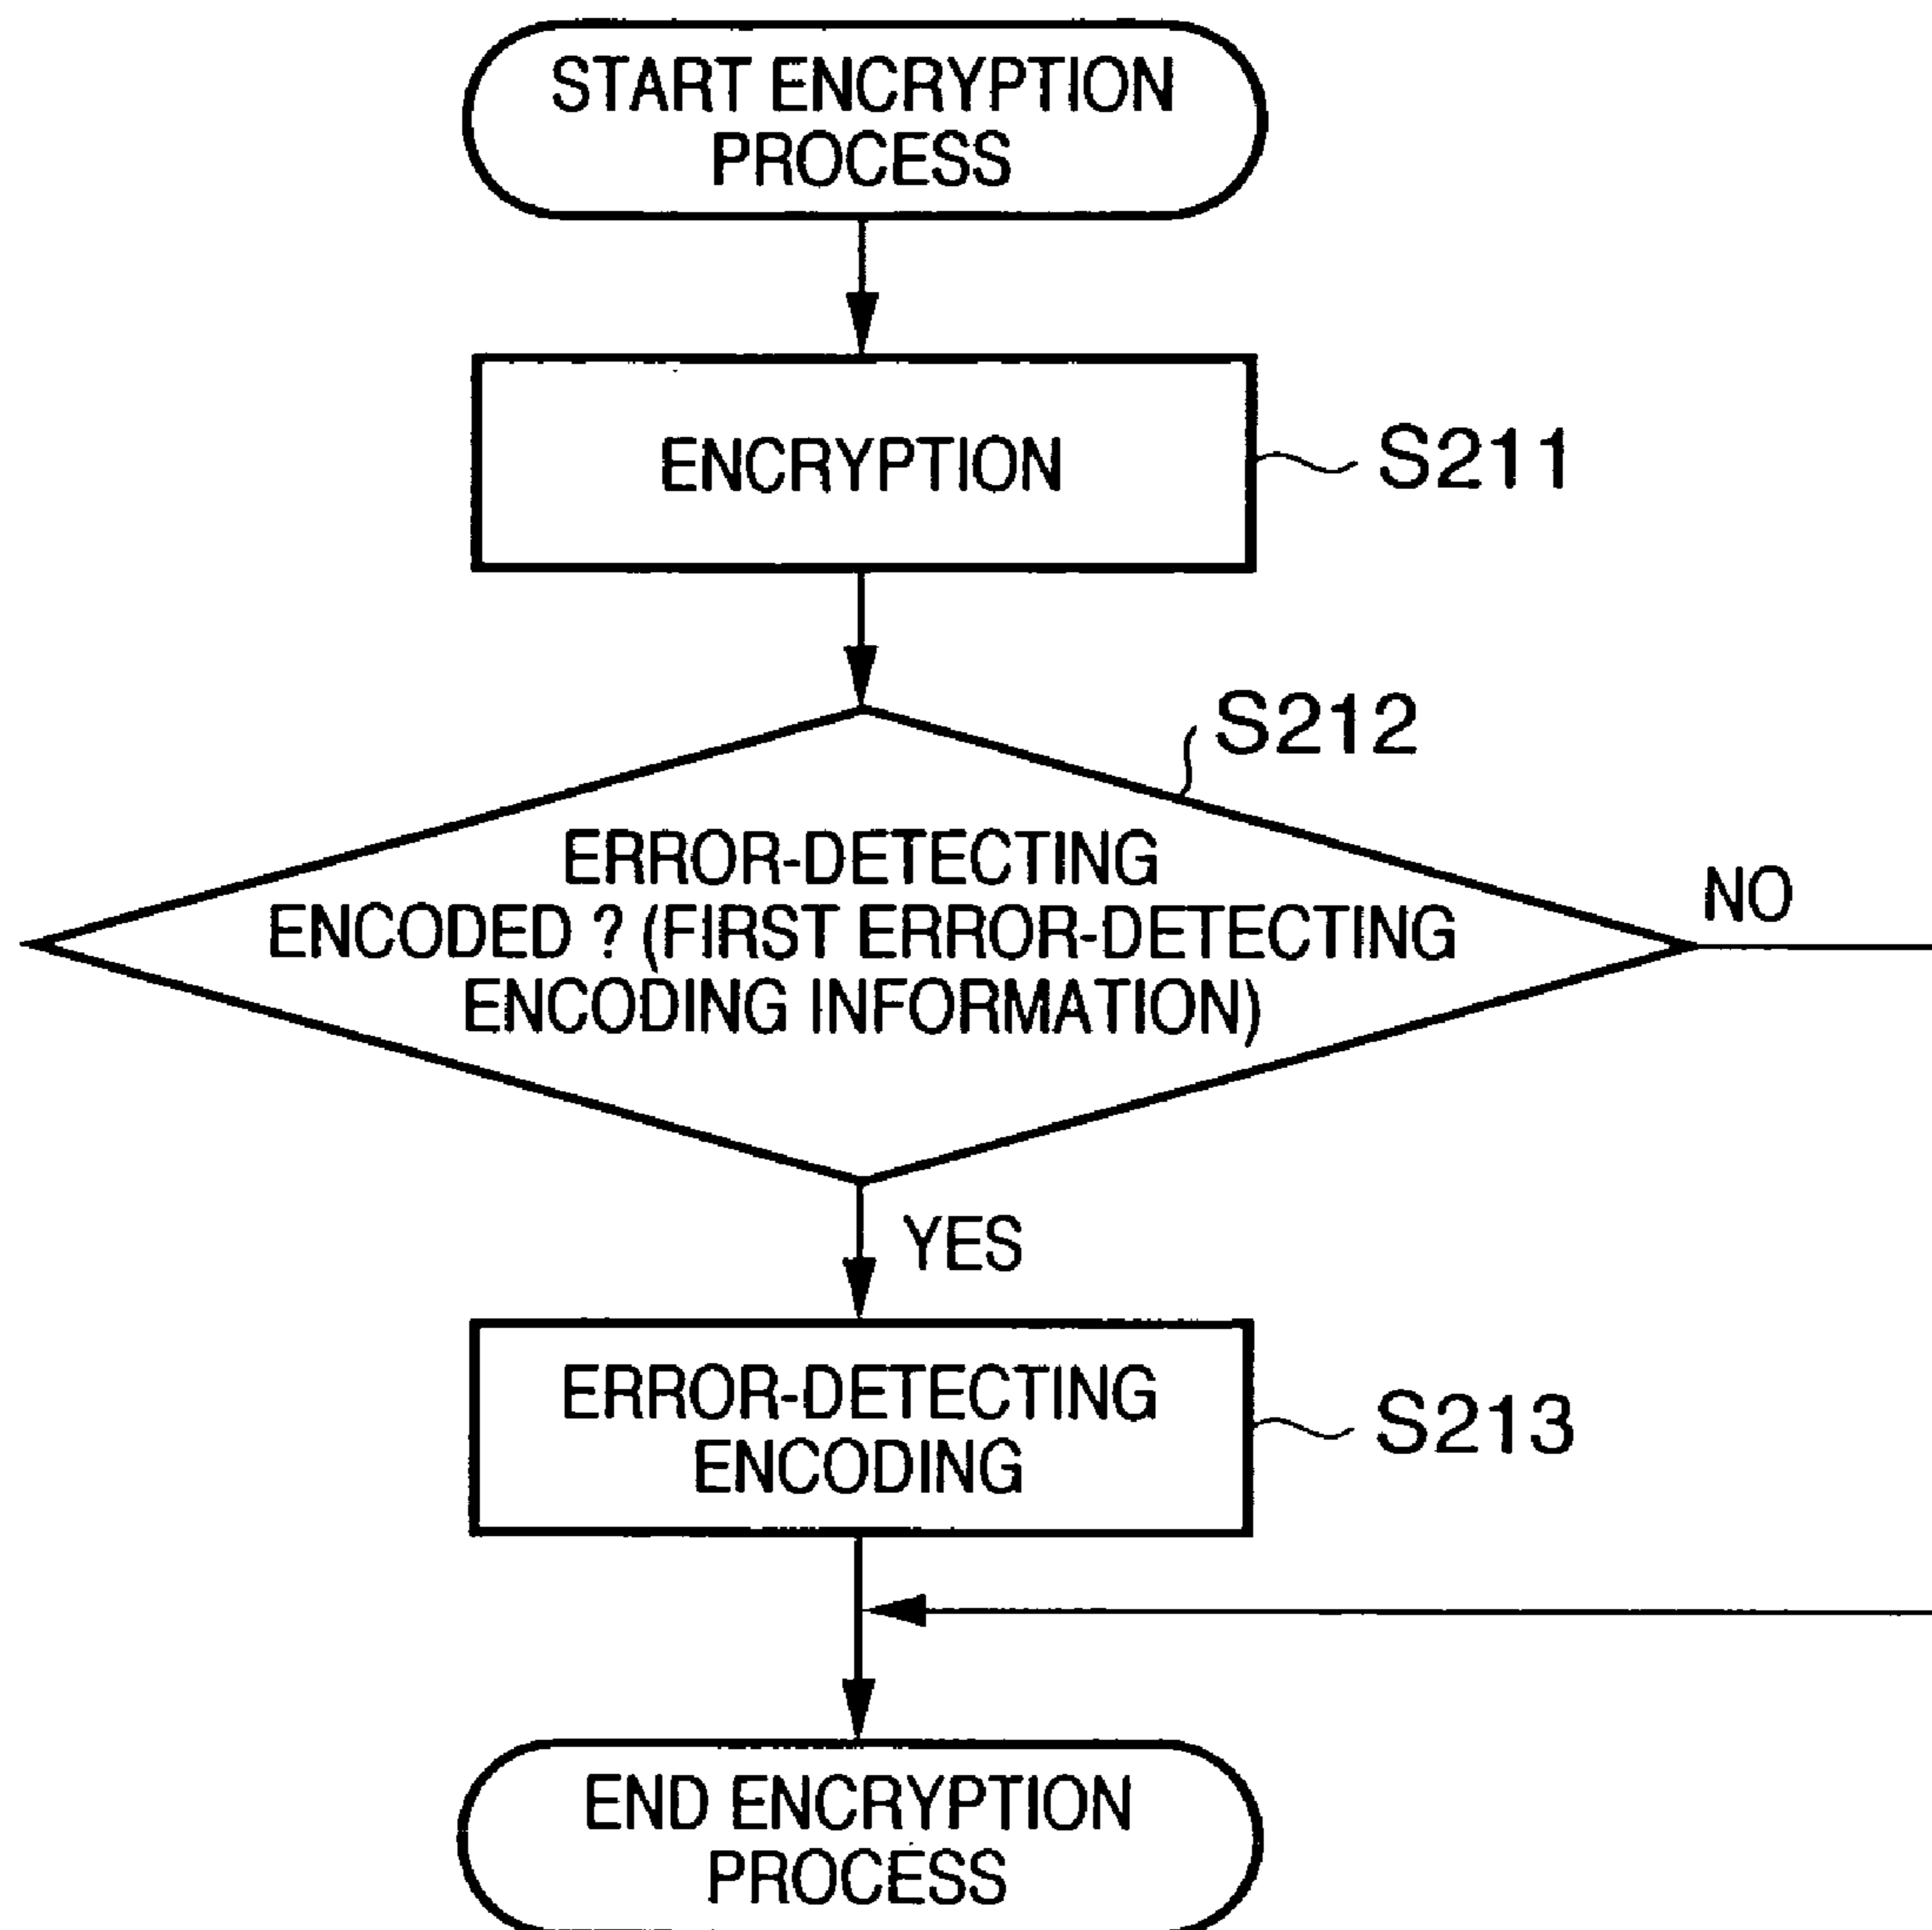 START ENCRYPTION
PROCESS
ENCRYPTION
S211
S212
ERROR-DETECTING
ENCODED ? (FIRST ERROR-DETECTING
ENCODING INFORMATION)
NO
YES
ERROR-DETECTING
ENCODING
S213
END ENCRYPTION
PROCESS